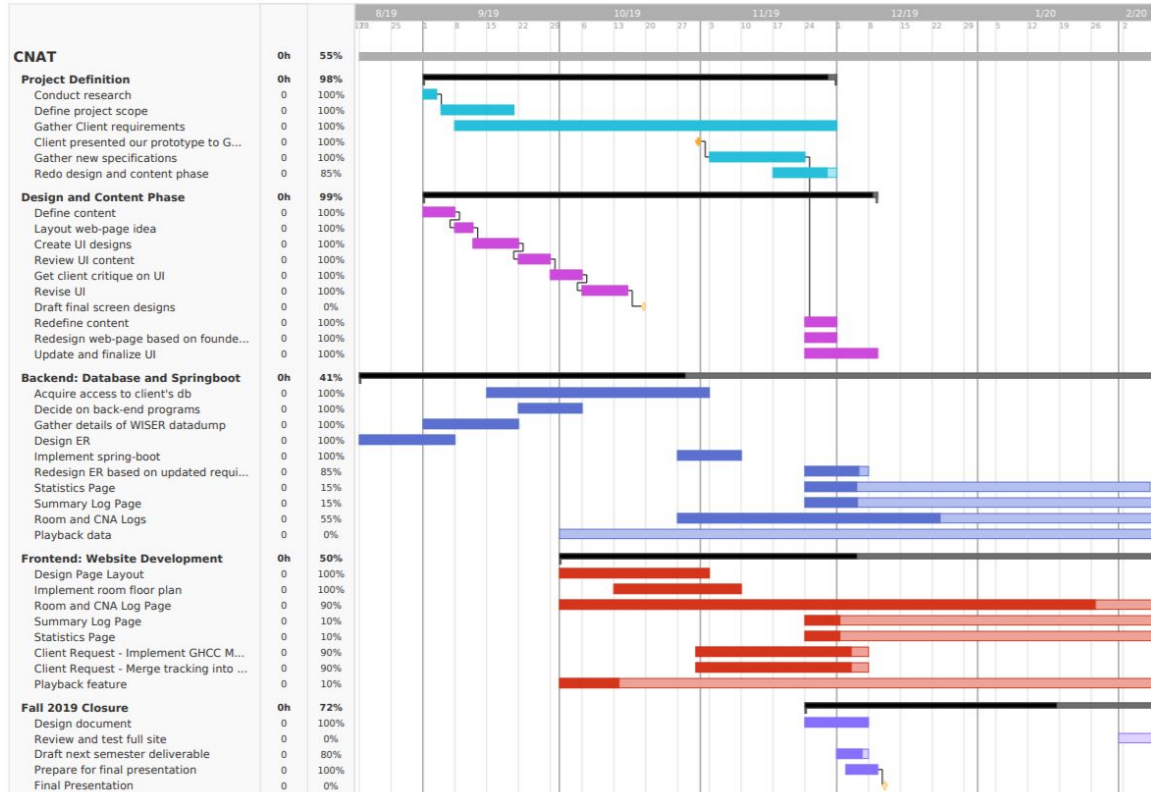 8/19 9/19 10/19 11/19 12/19 1/20 2/20
25 1 8 15 22 29 6 13 20 27 3 10 17 24 1 8 15 22 29 5 12 19 26 2
CNAT 0h 55%
Project Definition 0h 98%
Conduct research 0 100%
Define project scope 0 100%
Gather Client requirements 0 100%
Client presented our prototype to G... 0 100%
Gather new specifications 0 100%
Redo design and content phase 0 85%
Design and Content Phase 0h 99%
Define content 0 100%
Layout web-page idea 0 100%
Create UI designs 0 100%
Review UI content 0 100%
Get client critique on UI 0 100%
Revise UI 0 100%
Draft final screen designs 0 0%
Redefine content 0 100%
Redesign web-page based on founde... 0 100%
Update and finalize UI 0 100%
Backend: Database and Springboot 0h 41%
Acquire access to client's db 0 100%
Decide on back-end programs 0 100%
Gather details of WISER datadump 0 100%
Design ER 0 100%
Implement spring-boot 0 100%
Redesign ER based on updated requi... 0 85%
Statistics Page 0 15%
Summary Log Page 0 15%
Room and CNA Logs 0 55%
Playback data 0 0%
Frontend: Website Development 0h 50%
Design Page Layout 0 100%
Implement room floor plan 0 100%
Room and CNA Log Page 0 90%
Summary Log Page 0 10%
Statistics Page 0 10%
Client Request - Implement GHCC M... 0 90%
Client Request - Merge tracking into ... 0 90%
Playback feature 0 10%
Fall 2019 Closure 0h 72%
Design document 0 100%
Review and test full site 0 0%
Draft next semester deliverable 0 80%
Prepare for final presentation 0 100%
Final Presentation 0 0%